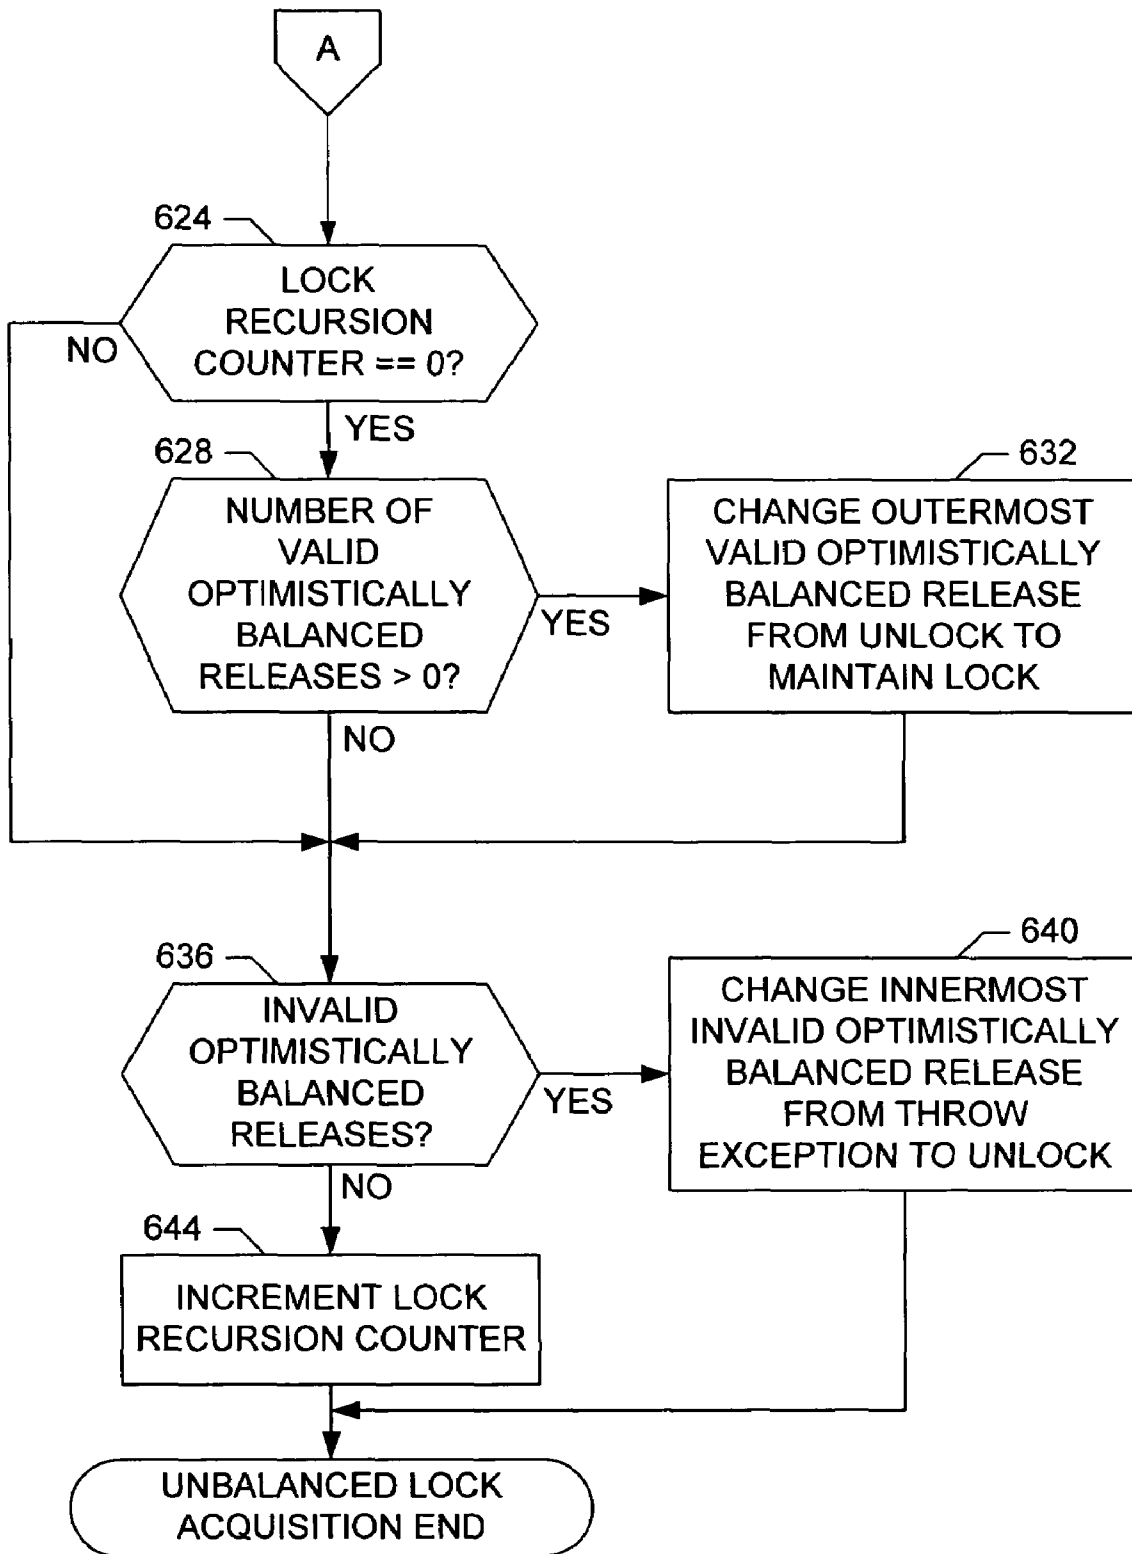 A
624
LOCK
RECURSION
COUNTER == 0?
NO
YES
628
NUMBER OF
VALID
OPTIMISTICALLY
BALANCED
RELEASES > 0?
YES
NO
632
CHANGE OUTERMOST
VALID OPTIMISTICALLY
BALANCED RELEASE
FROM UNLOCK TO
MAINTAIN LOCK
636
INVALID
OPTIMISTICALLY
BALANCED
RELEASES?
YES
NO
640
CHANGE INNERMOST
INVALID OPTIMISTICALLY
BALANCED RELEASE
FROM THROW
EXCEPTION TO UNLOCK
644
INCREMENT LOCK
RECURSION COUNTER
UNBALANCED LOCK
ACQUISITION END